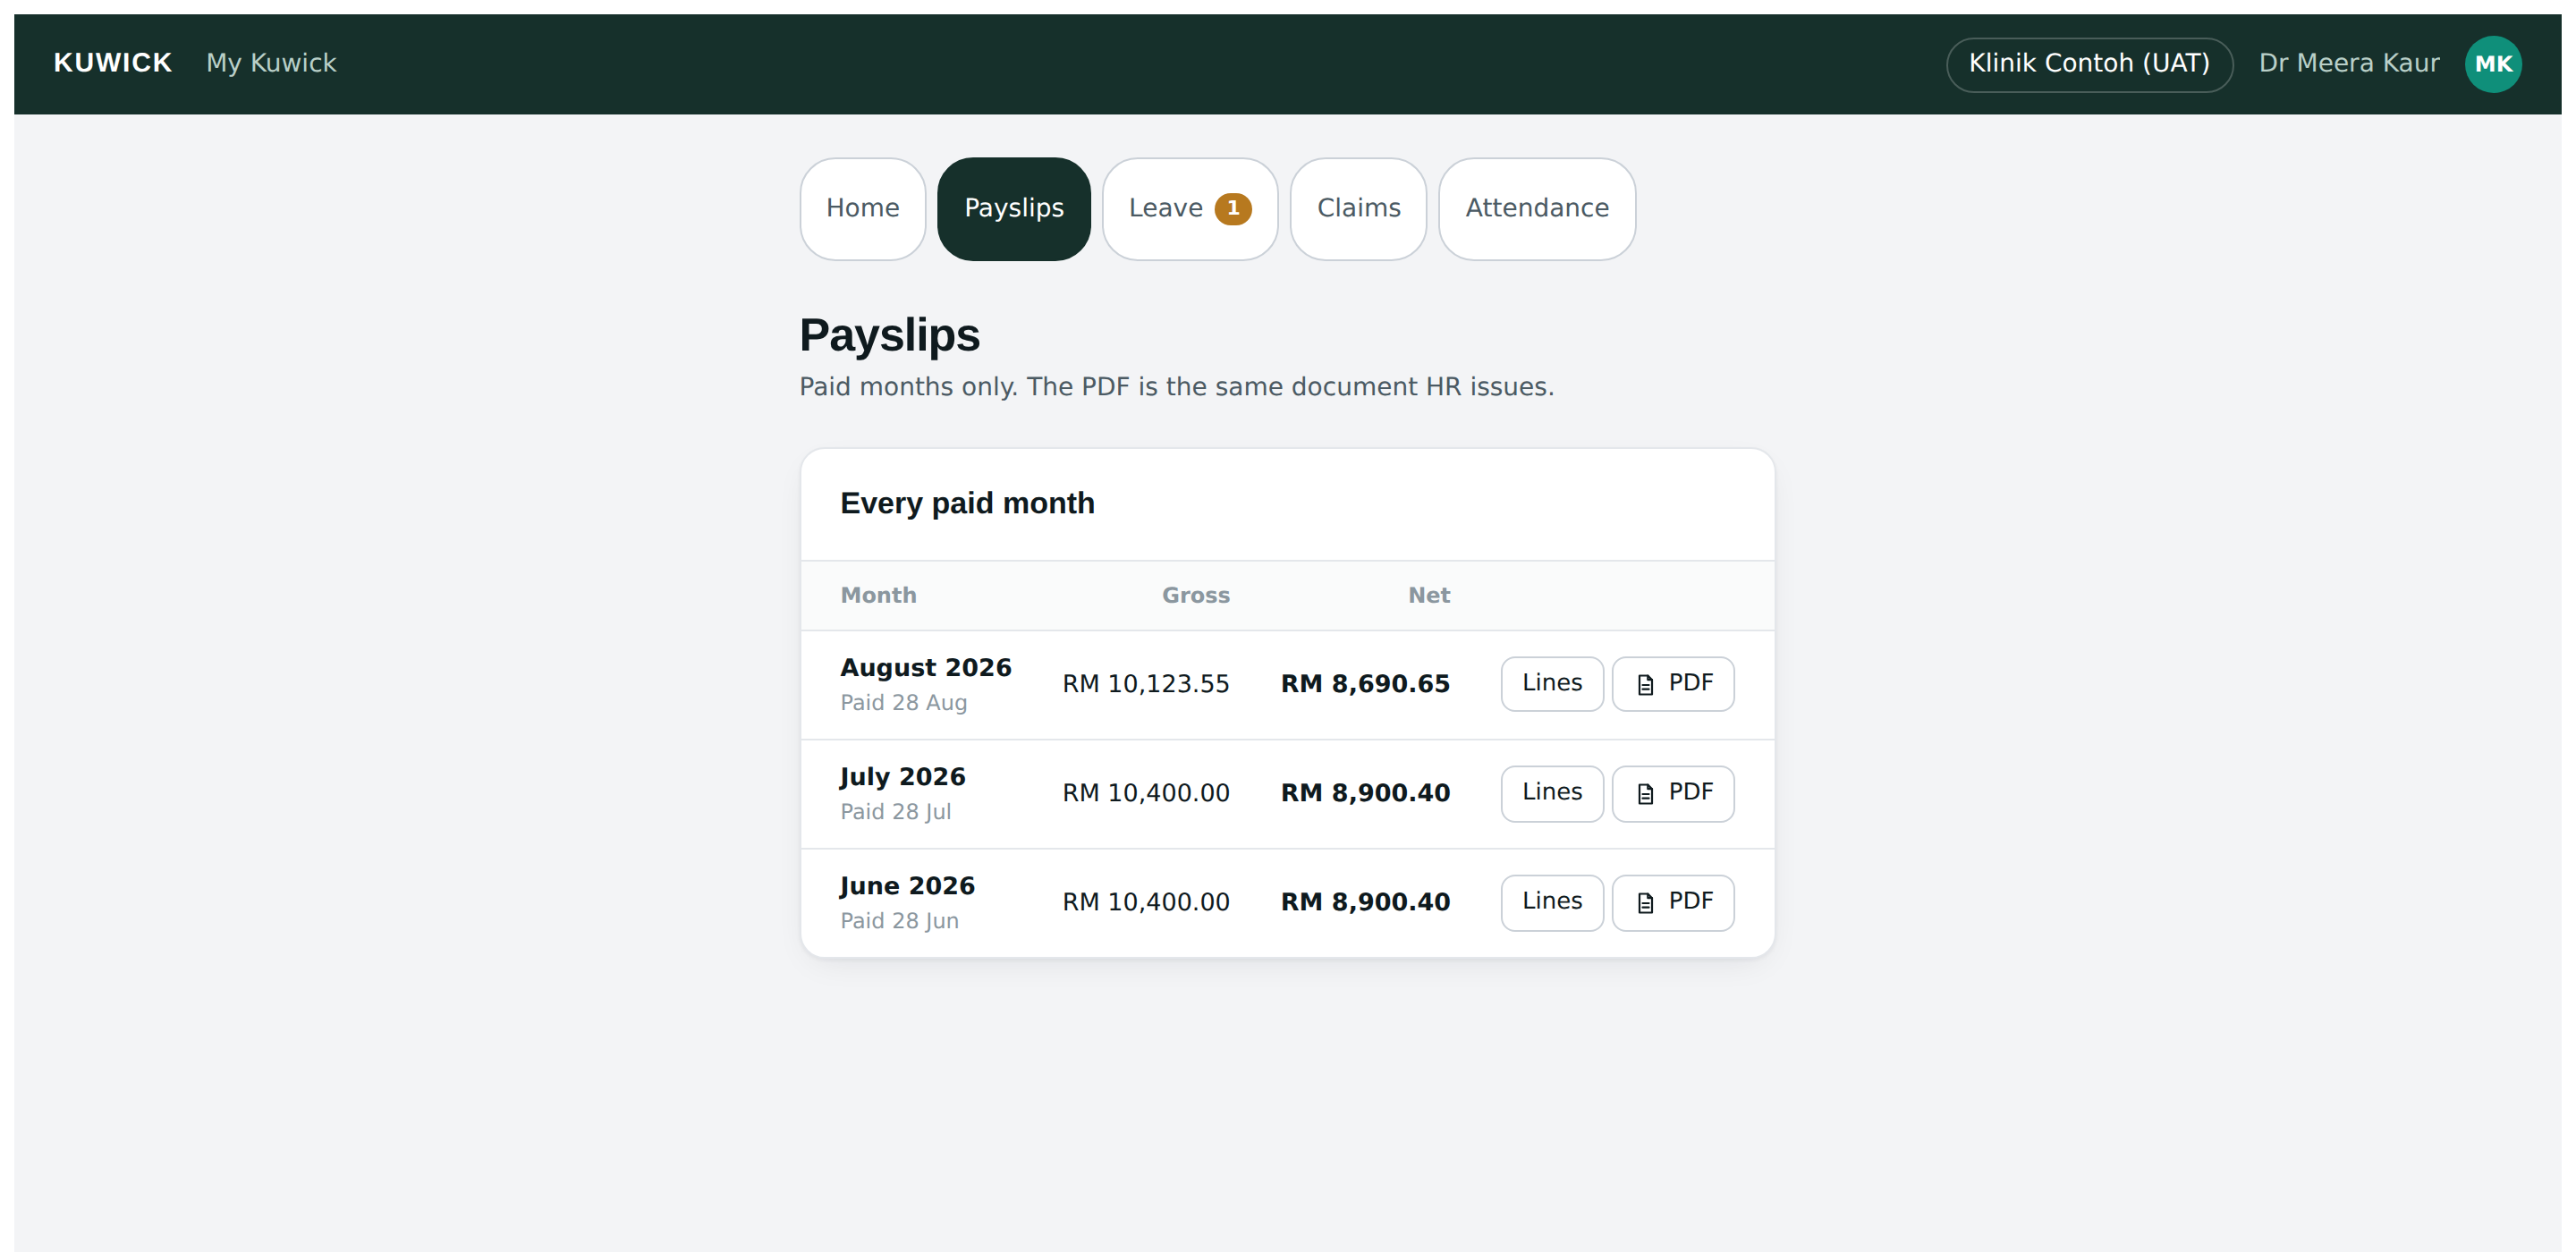 KUWICK My Kuwick Klinik Contoh (UAT) Dr Meera Kaur MK
Home Payslips Leave 1 Claims Attendance
Payslips
Paid months only. The PDF is the same document HR issues.
Every paid month
Month Gross Net
August 2026 RM 10,123.55 RM 8,690.65 Lines PDF
Paid 28 Aug
July 2026 RM 10,400.00 RM 8,900.40 Lines PDF
Paid 28 Jul
June 2026 RM 10,400.00 RM 8,900.40 Lines PDF
Paid 28 Jun